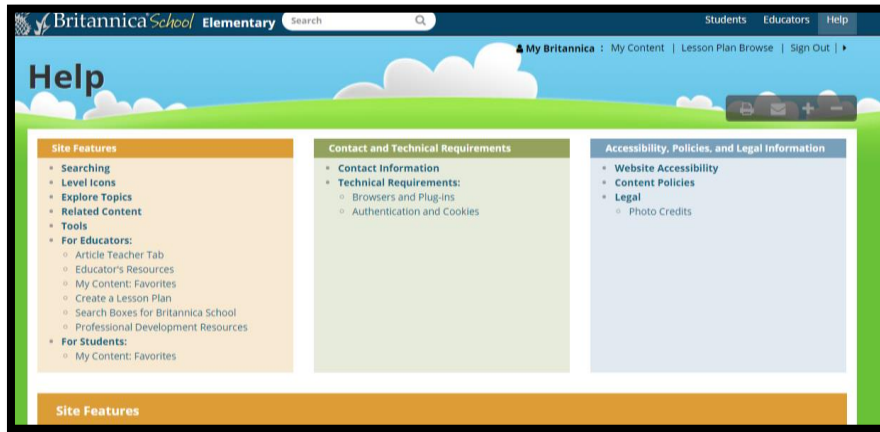 Britannica School Elementary Search Students Educators Help
My Britannica : My Content | Lesson Plan Browse | Sign Out |
Help
Site Features
Searching
Level Icons
Explore Topics
Related Content
Tools
For Educators:
Article Teacher Tab
Educator's Resources
My Content: Favorites
Create a Lesson Plan
Search Boxes for Britannica School
Professional Development Resources
For Students:
My Content: Favorites
Contact and Technical Requirements
Contact Information
Technical Requirements:
Browsers and Plug-ins
Authentication and Cookies
Accessibility, Policies, and Legal Information
Website Accessibility
Content Policies
Legal
Photo Credits
Site Features